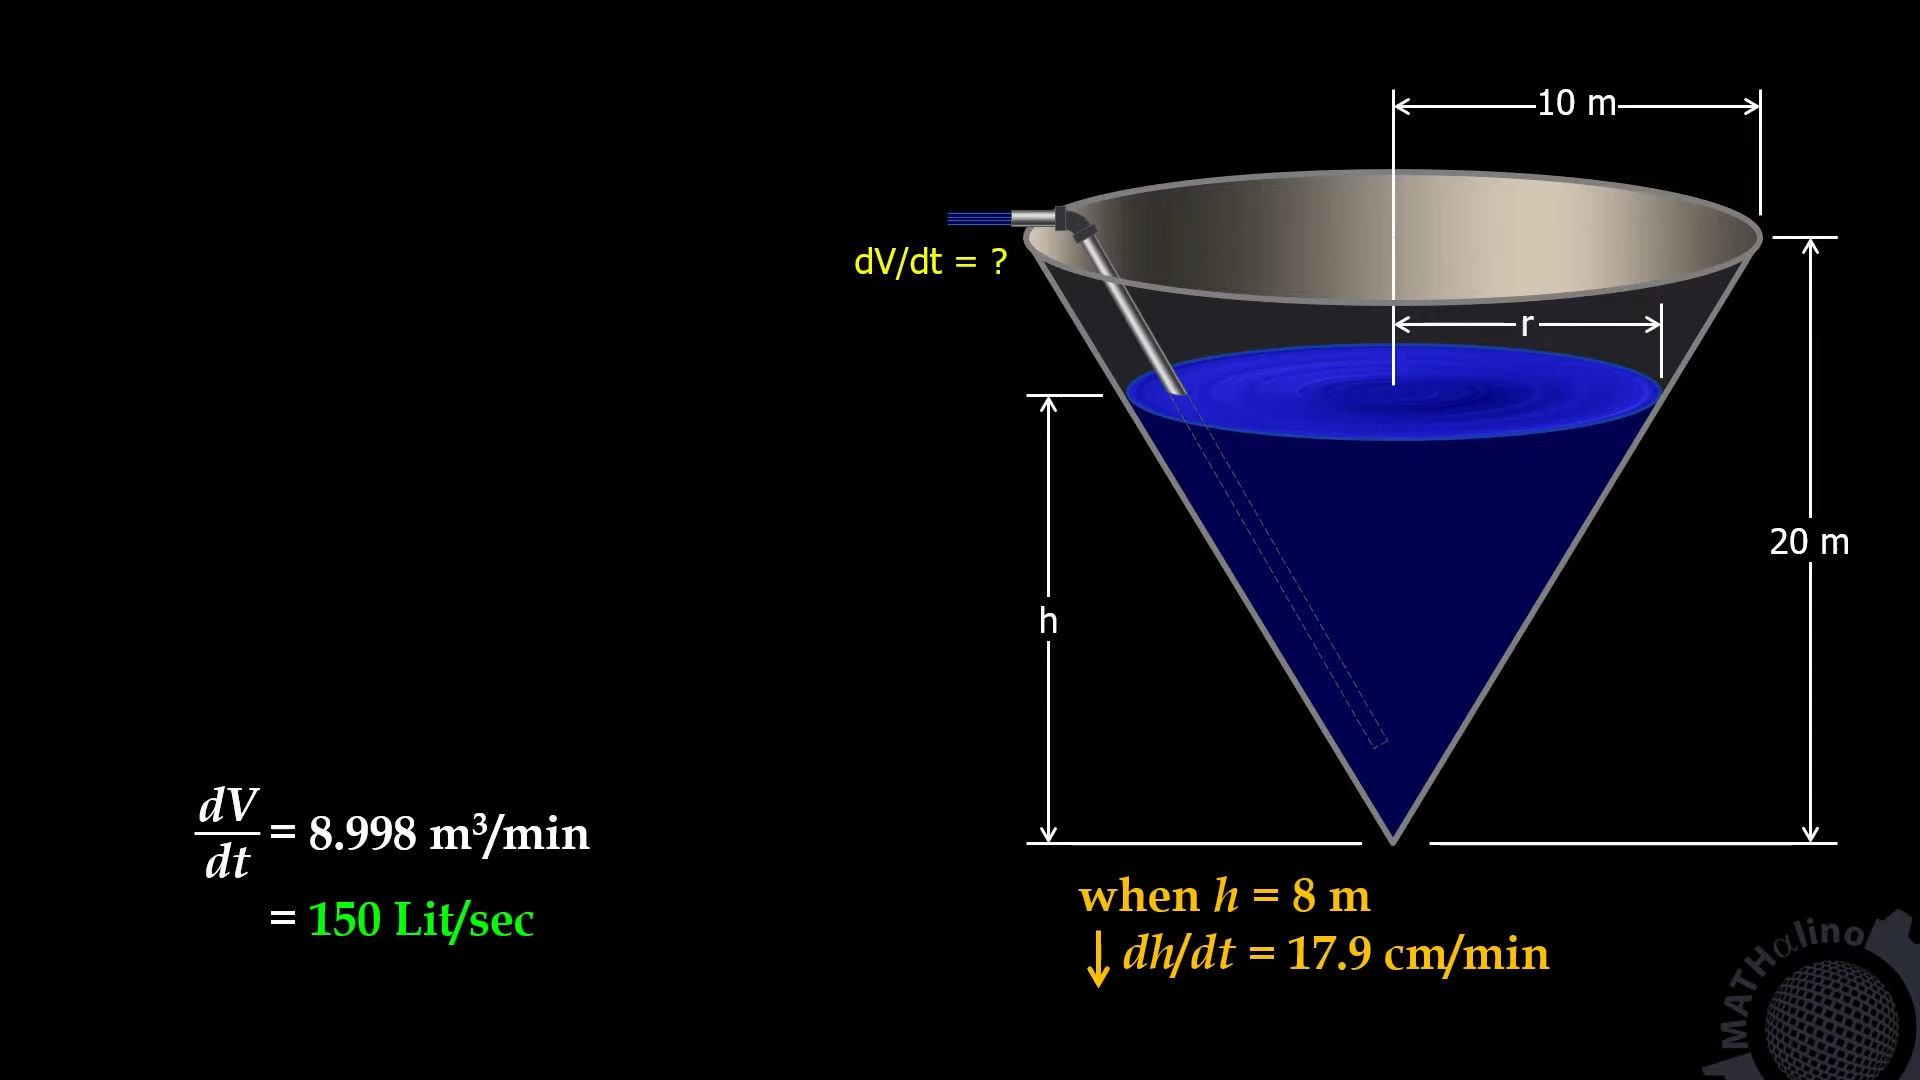 10 m
dV/dt = ?
r
h
20 m
dV/dt = 8.998 m³/min
= 150 Lit/sec
when h = 8 m
↓ dh/dt = 17.9 cm/min
MATHαlino